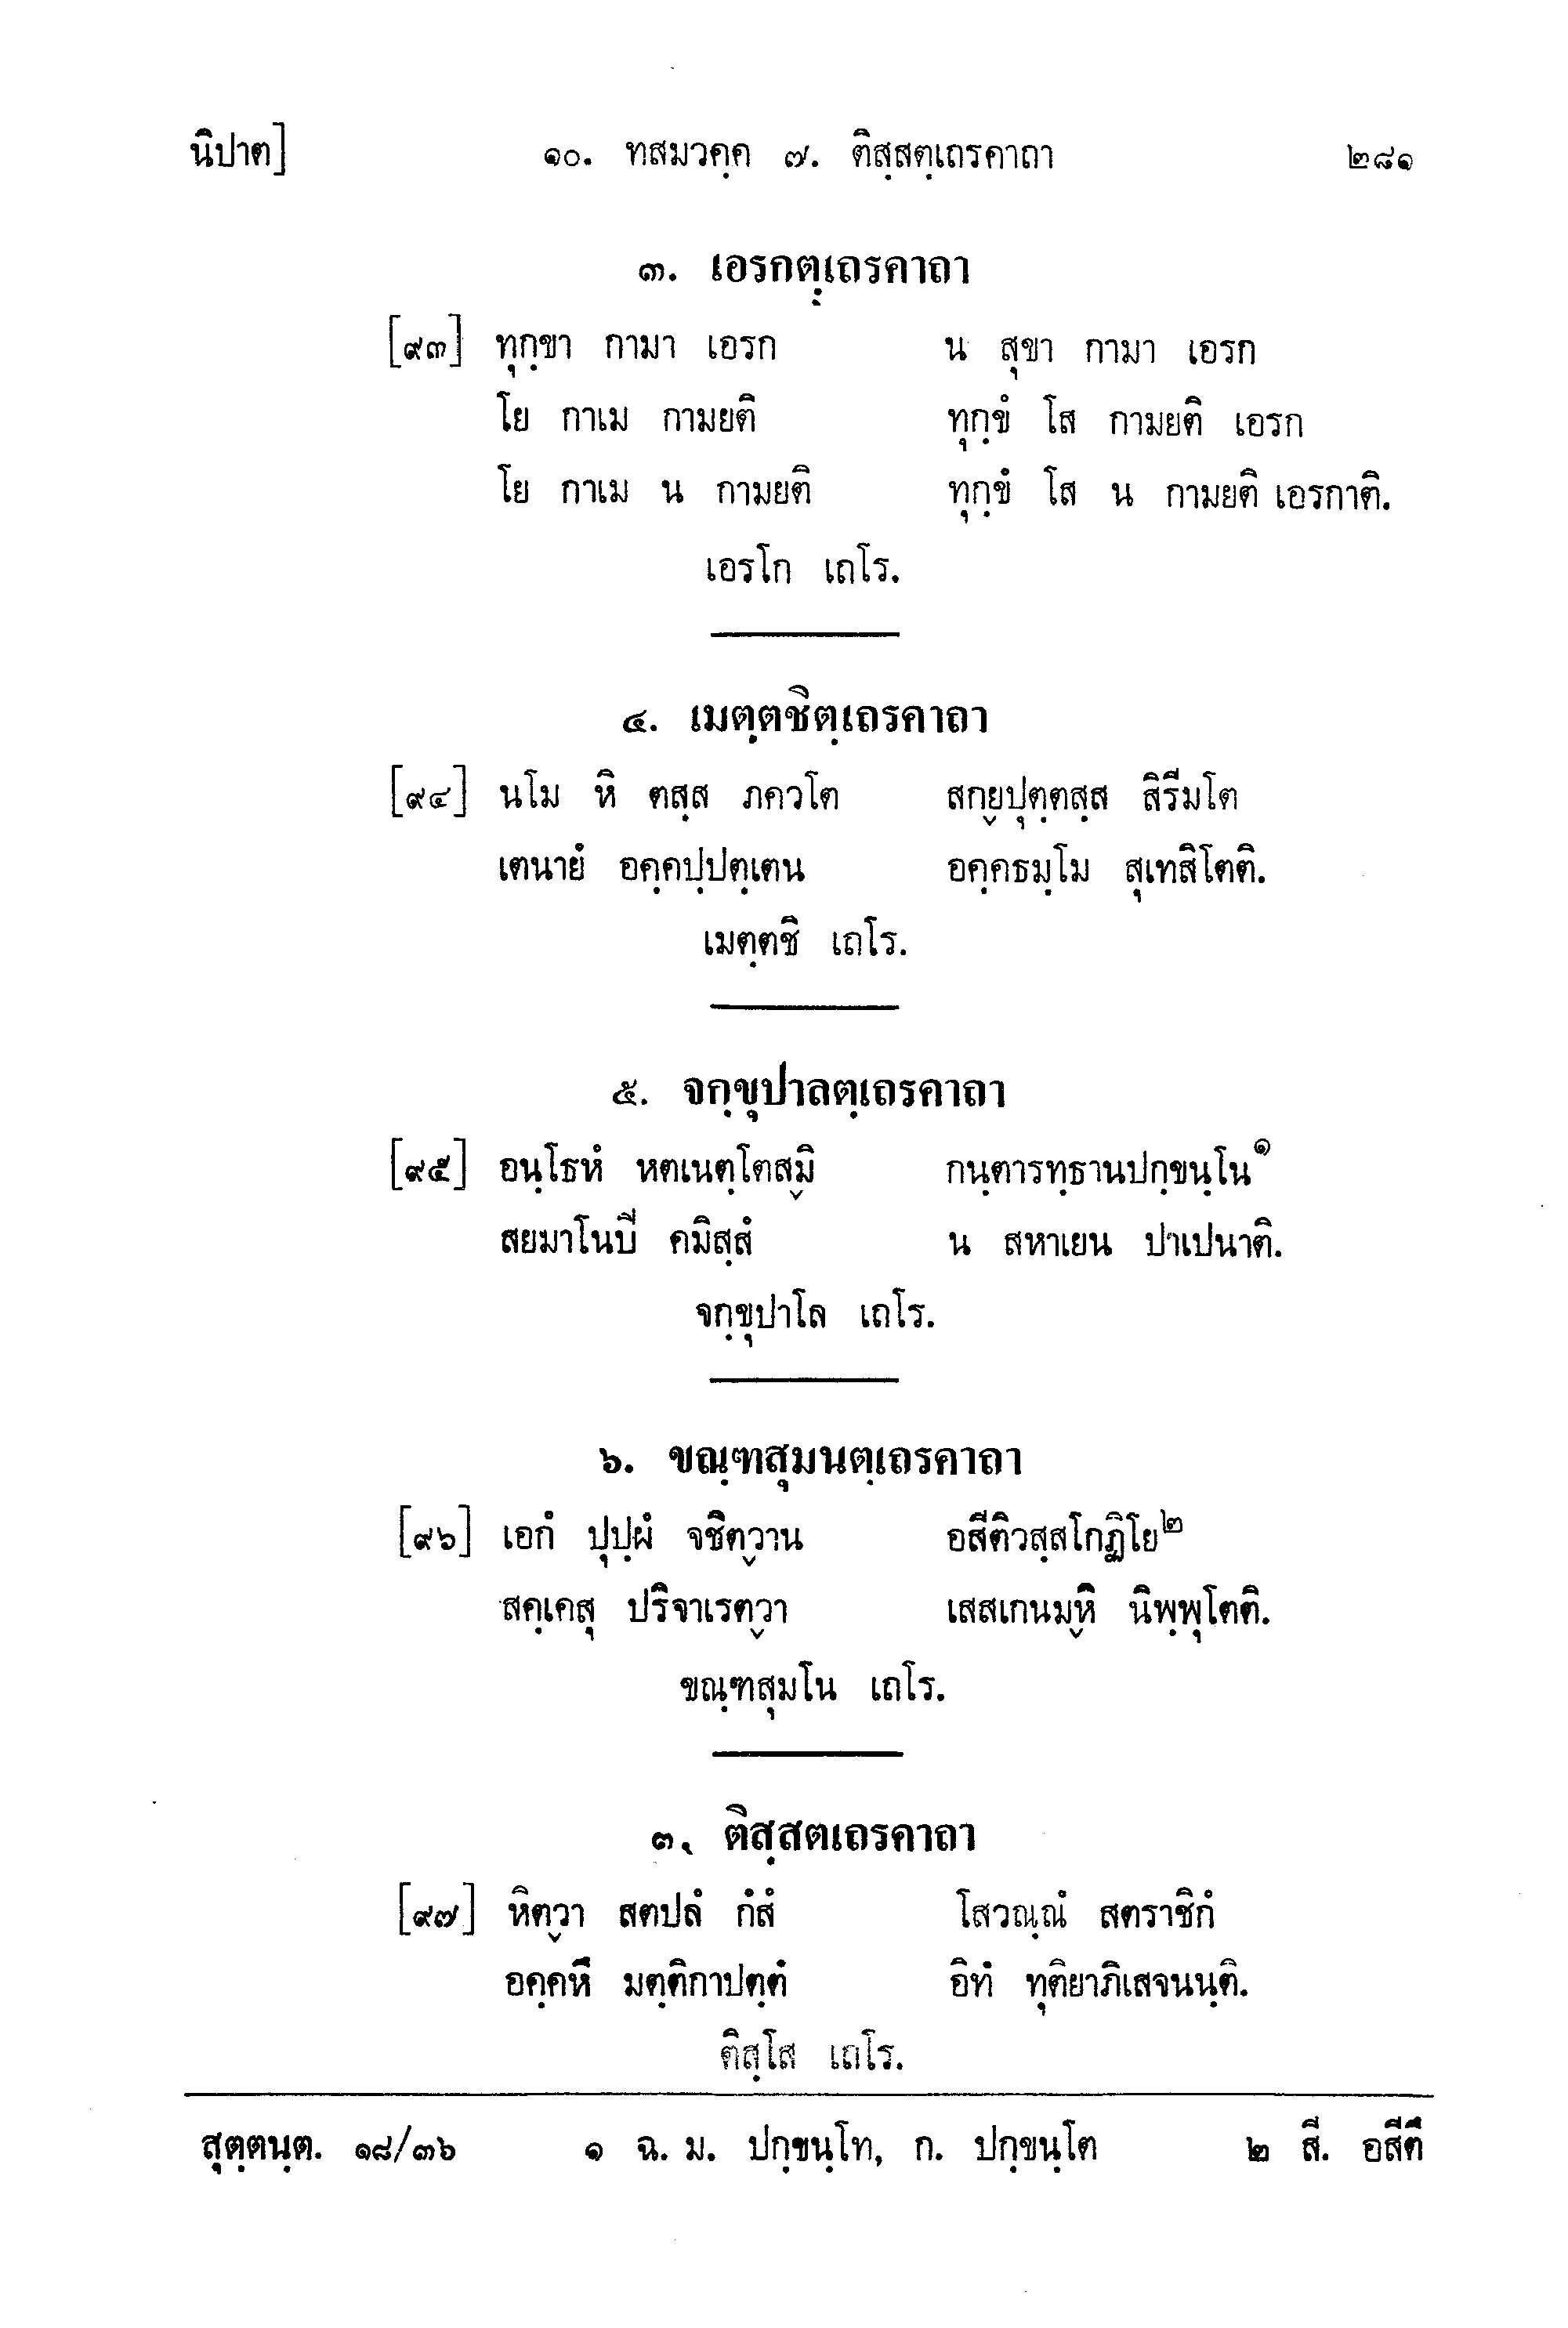 นิปาต] ๑๐. ทสมวคฺค ๗. ติสฺสตฺเถรคาถา ๒๘๑
๓. เอรกตฺเถรคาถา
[๙๓] ทุกฺขา กามา เอรก น สุขา กามา เอรก
โย กาเม กามยติ ทุกฺขํ โส กามยติ เอรก
โย กาเม น กามยติ ทุกฺขํ โส น กามยติ เอรกาติ.
เอรโก เถโร.
๔. เมตฺตชิตฺเถรคาถา
[๙๔] นโม หิ ตสฺส ภควโต สกฺยปุตฺตสฺส สิรีมโต
เตนายํ อคฺคปฺปตฺเตน อคฺคธมฺโม สุเทสิโตติ.
เมตฺตชิ เถโร.
๕. จกฺขุปาลตฺเถรคาถา
[๙๕] อนฺโธหํ หตเนตฺโตสฺมิ กนฺตารทฺธานปกฺขนฺโน๑
สยมาโนปิ คมิสฺสํ น สหาเยน ปาเปนาติ.
จกฺขุปาโล เถโร.
๖. ขณฺฑสุมนตฺเถรคาถา
[๙๖] เอกํ ปุปฺผํ จชิตฺวาน อสีติวสฺสโกฏิโย๒
สคฺเคสุ ปริจาเรตฺวา เสสเกนมฺหิ นิพฺพุโตติ.
ขณฺฑสุมโน เถโร.
๓. ติสฺสตเถรคาถา
[๙๗] หิตฺวา สตปลํ กํสํ โสวณฺณํ สตราชิกํ
อคฺคหึ มตฺติกาปตฺตํ อิทํ ทุติยาภิเสจนนฺติ.
ติสฺโส เถโร.
สุตฺตนฺต. ๑๘/๓๖ ๑ ฉ. ม. ปกฺขนฺโท, ก. ปกฺขนฺโต ๒ สี. อสีตึ